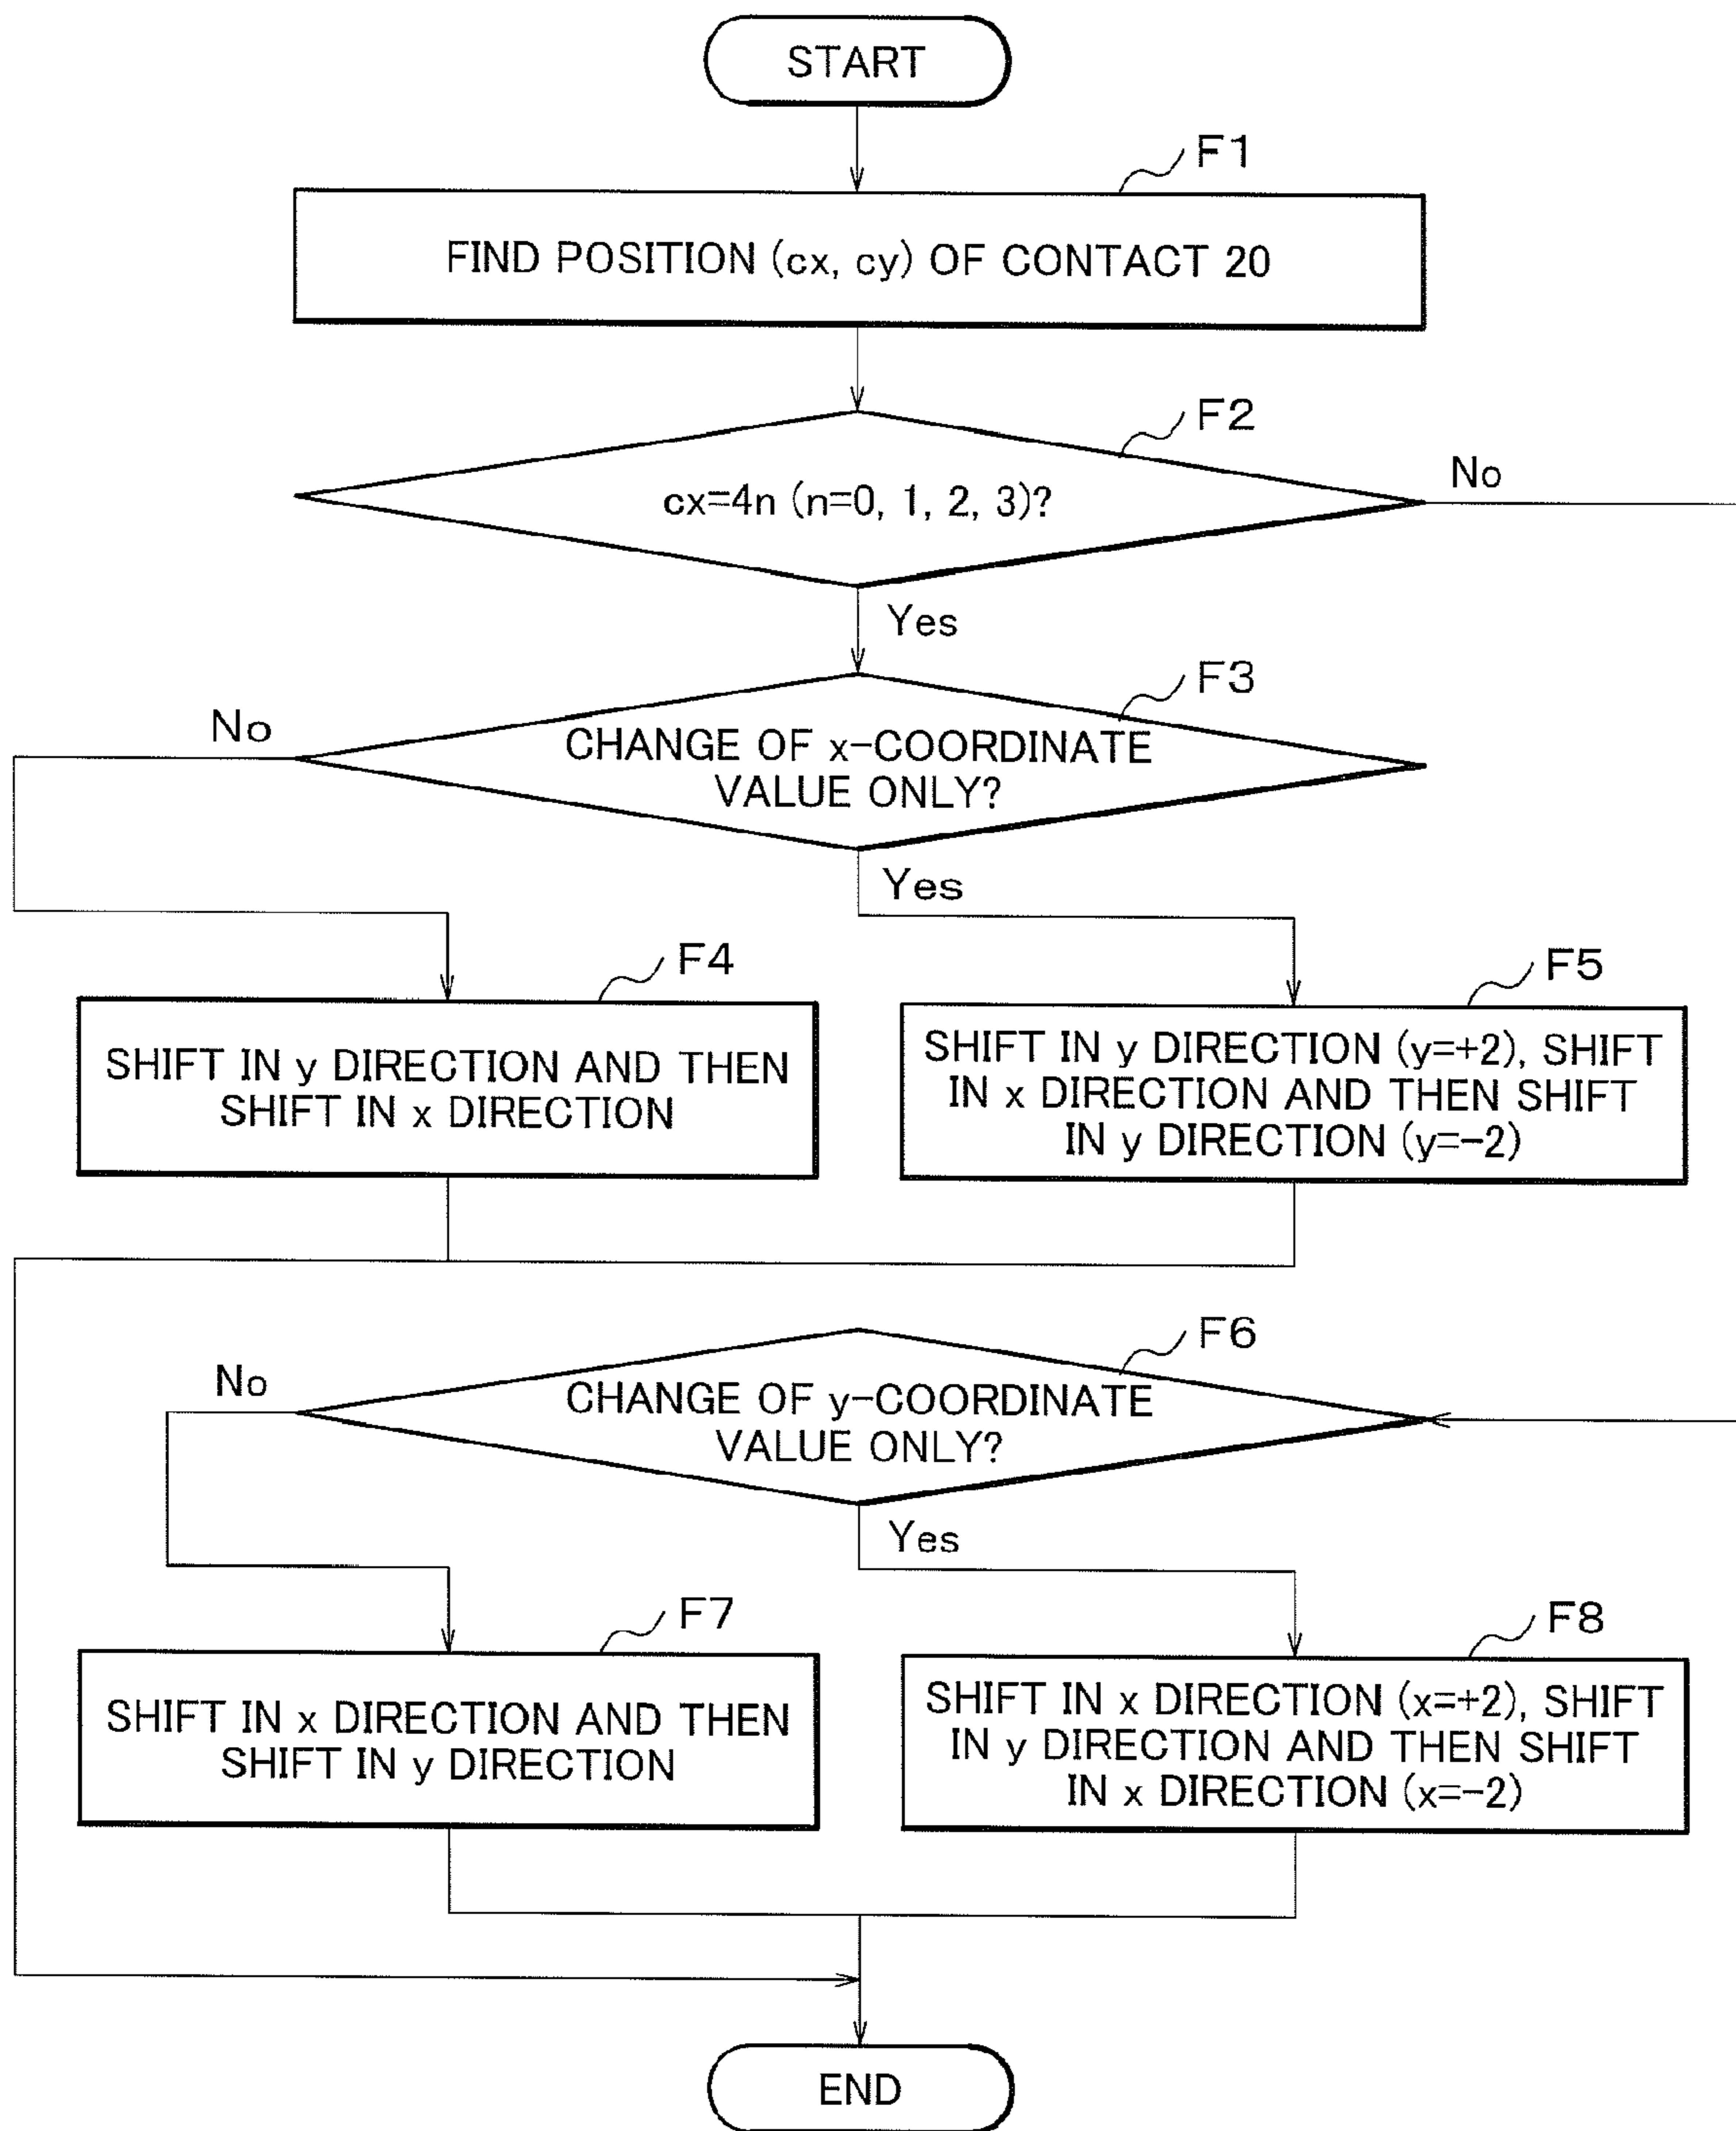 START
F1
FIND POSITION (cx, cy) OF CONTACT 20
F2
cx=4n (n=0, 1, 2, 3)?
No
Yes
F3
No
CHANGE OF x-COORDINATE
VALUE ONLY?
Yes
F4
SHIFT IN y DIRECTION AND THEN
SHIFT IN x DIRECTION
F5
SHIFT IN y DIRECTION (y=+2), SHIFT
IN x DIRECTION AND THEN SHIFT
IN y DIRECTION (y=-2)
F6
No
CHANGE OF y-COORDINATE
VALUE ONLY?
Yes
F7
SHIFT IN x DIRECTION AND THEN
SHIFT IN y DIRECTION
F8
SHIFT IN x DIRECTION (x=+2), SHIFT
IN y DIRECTION AND THEN SHIFT
IN x DIRECTION (x=-2)
END